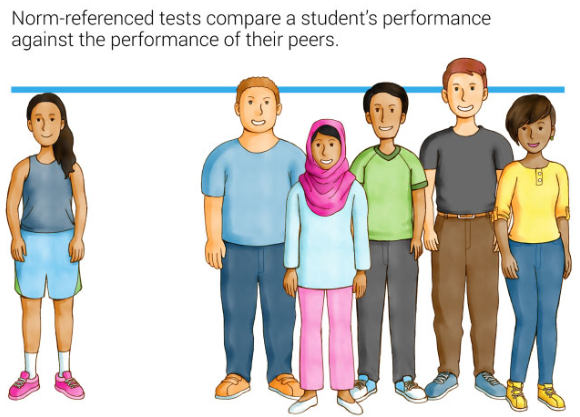 Norm-referenced tests compare a student’s performance
against the performance of their peers.